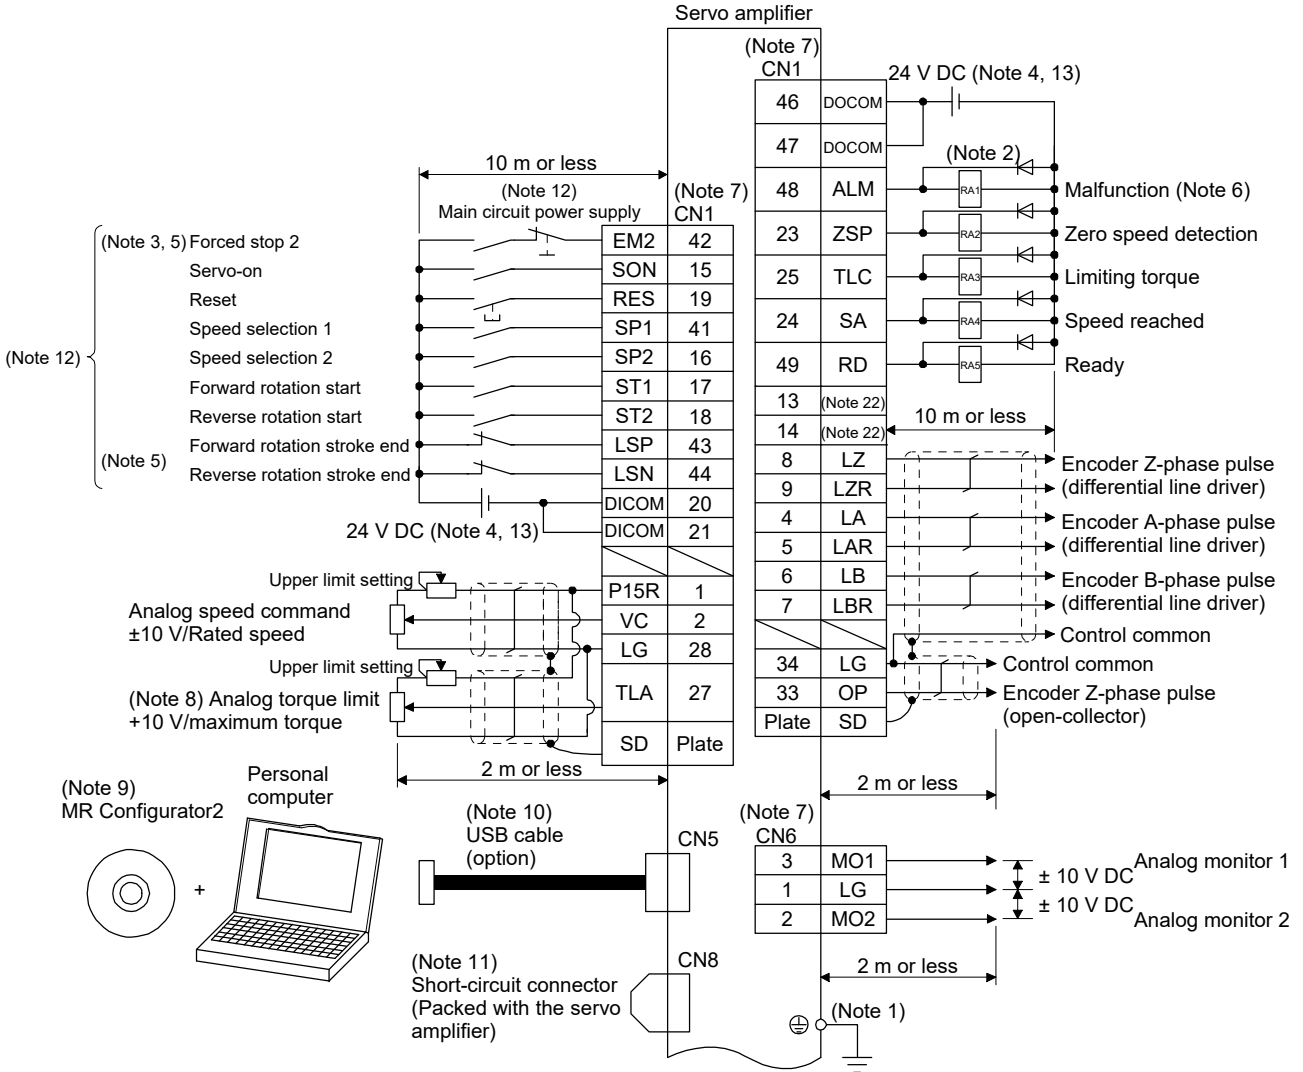 Servo amplifier
(Note 7)
CN1
24 V DC (Note 4, 13)
46 DOCOM
47 DOCOM
(Note 2)
48 ALM RA1 Malfunction (Note 6)
23 ZSP RA2 Zero speed detection
25 TLC RA3 Limiting torque
24 SA RA4 Speed reached
49 RD RA5 Ready
13 (Note 22)
14 (Note 22)
10 m or less
8 LZ
9 LZR
Encoder Z-phase pulse
(differential line driver)
4 LA
5 LAR
Encoder A-phase pulse
(differential line driver)
6 LB
7 LBR
Encoder B-phase pulse
(differential line driver)
Control common
34 LG Control common
33 OP Encoder Z-phase pulse
(open-collector)
Plate SD
2 m or less
10 m or less
(Note 12)
Main circuit power supply
(Note 7)
CN1
(Note 12)
(Note 3, 5) Forced stop 2 EM2 42
Servo-on SON 15
Reset RES 19
Speed selection 1 SP1 41
Speed selection 2 SP2 16
Forward rotation start ST1 17
Reverse rotation start ST2 18
(Note 5)
Forward rotation stroke end LSP 43
Reverse rotation stroke end LSN 44
DICOM 20
24 V DC (Note 4, 13) DICOM 21
Upper limit setting
Analog speed command
±10 V/Rated speed
P15R 1
VC 2
LG 28
Upper limit setting
(Note 8) Analog torque limit
+10 V/maximum torque
TLA 27
SD Plate
2 m or less
(Note 9)
MR Configurator2
+
Personal
computer
(Note 10)
USB cable
(option)
CN5
(Note 11)
Short-circuit connector
(Packed with the servo
amplifier)
CN8
(Note 7)
CN6
3 MO1 Analog monitor 1
± 10 V DC
1 LG
± 10 V DC
2 MO2 Analog monitor 2
2 m or less
(Note 1)